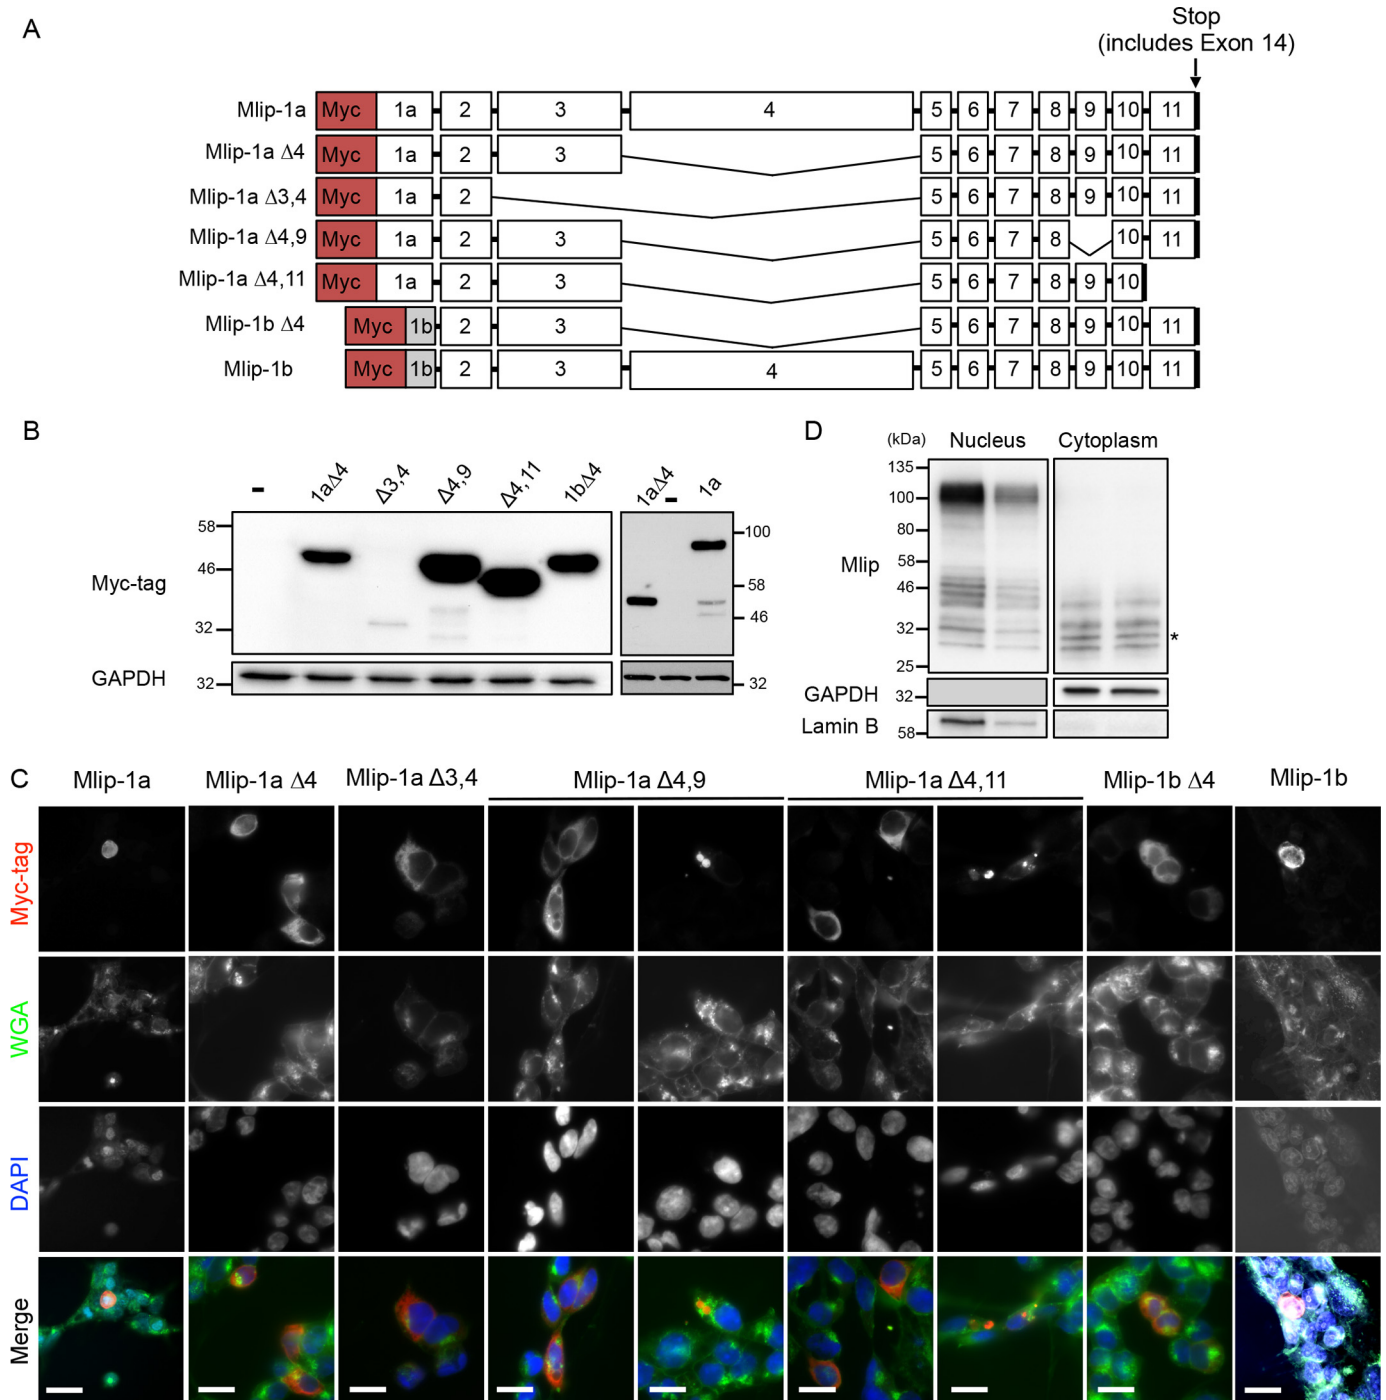 A
Stop
(includes Exon 14)
Mlip-1a Myc 1a 2 3 4 5 6 7 8 9 10 11
Mlip-1a Δ4 Myc 1a 2 3 5 6 7 8 9 10 11
Mlip-1a Δ3,4 Myc 1a 2 5 6 7 8 9 10 11
Mlip-1a Δ4,9 Myc 1a 2 3 5 6 7 8 10 11
Mlip-1a Δ4,11 Myc 1a 2 3 5 6 7 8 9 10
Mlip-1b Δ4 Myc 1b 2 3 5 6 7 8 9 10 11
Mlip-1b Myc 1b 2 3 4 5 6 7 8 9 10 11
B
- 1aΔ4 Δ3,4 Δ4,9 Δ4,11 1bΔ4 1aΔ4 - 1a
58 100
46 58
Myc-tag
32 46
GAPDH
32 32
D
(kDa) Nucleus Cytoplasm
135
100
80
58
Mlip
46
32 *
25
GAPDH 32
Lamin B 58
C
Mlip-1a Mlip-1a Δ4 Mlip-1a Δ3,4 Mlip-1a Δ4,9 Mlip-1a Δ4,11 Mlip-1b Δ4 Mlip-1b
Myc-tag
WGA
DAPI
Merge